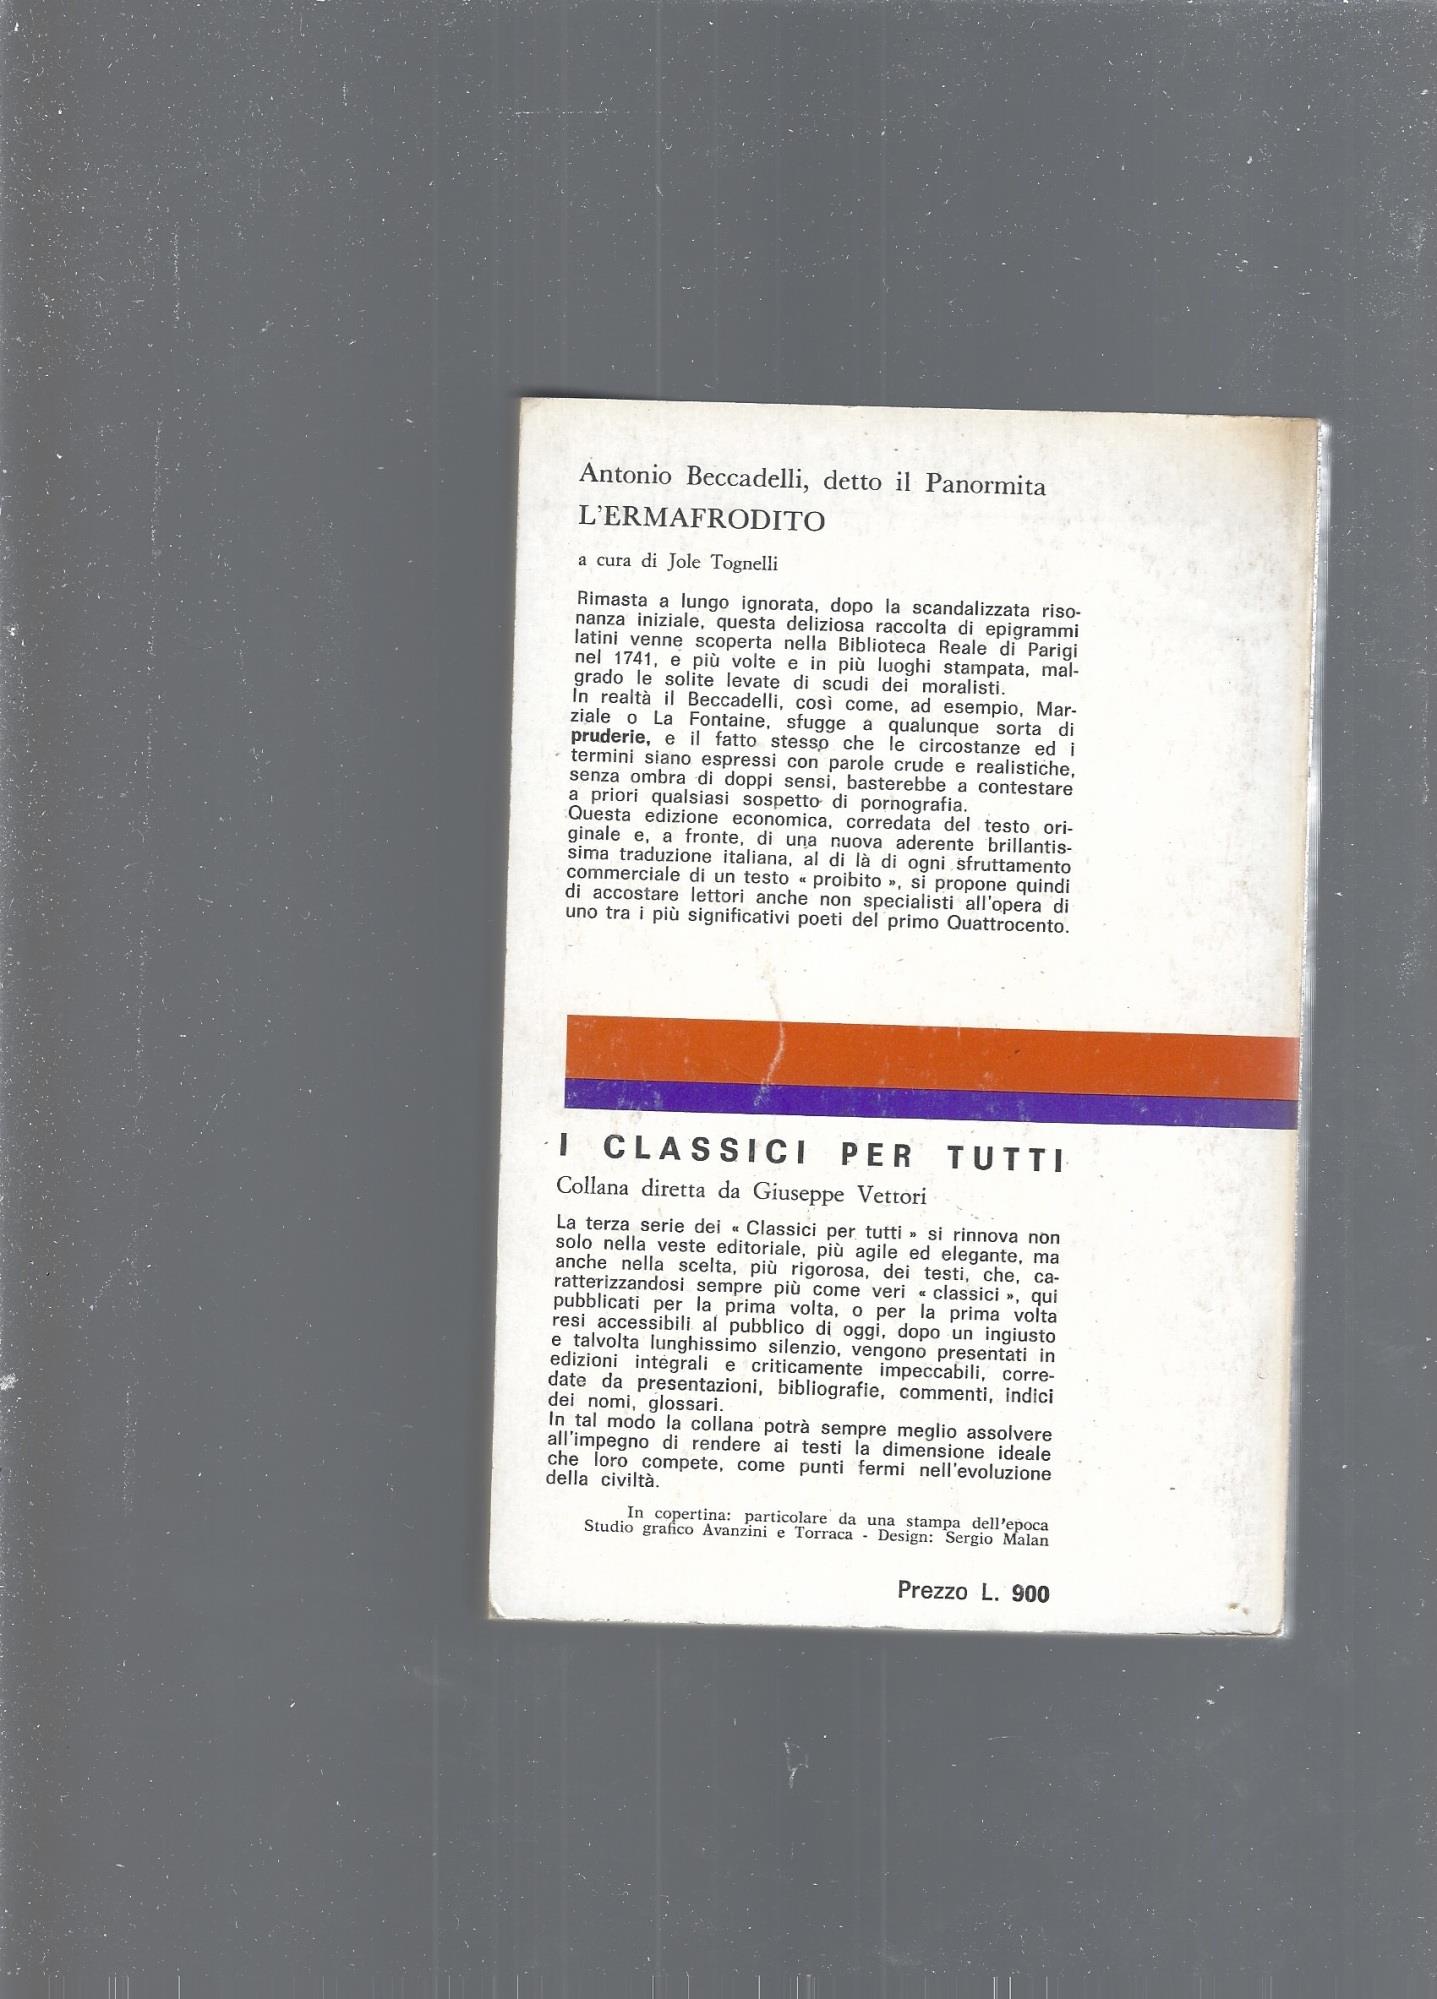 Antonio Beccadelli, detto il Panormita
L'ERMAFRODITO
a cura di Jole Tognelli
Rimasta a lungo ignorata, dopo la scandalizzata riso-
nanza iniziale, questa deliziosa raccolta di epigrammi
latini venne scoperta nella Biblioteca Reale di Parigi
nel 1741, e più volte e in più luoghi stampata, mal-
grado le solite levate di scudi dei moralisti.
In realtà il Beccadelli, così come, ad esempio, Mar-
ziale o La Fontaine, sfugge a qualunque sorta di
pruderie, e il fatto stesso che le circostanze ed i
termini siano espressi con parole crude e realistiche,
senza ombra di doppi sensi, basterebbe a contestare
a priori qualsiasi sospetto di pornografia.
Questa edizione economica, corredata del testo ori-
ginale e, a fronte, di una nuova aderente brillantis-
sima traduzione italiana, al di là di ogni sfruttamento
commerciale di un testo « proibito », si propone quindi
di accostare lettori anche non specialisti all'opera di
uno tra i più significativi poeti del primo Quattrocento.
I CLASSICI PER TUTTI
Collana diretta da Giuseppe Vettori
La terza serie dei « Classici per tutti » si rinnova non
solo nella veste editoriale, più agile ed elegante, ma
anche nella scelta, più rigorosa, dei testi, che, ca-
ratterizzandosi sempre più come veri « classici », qui
pubblicati per la prima volta, o per la prima volta
resi accessibili al pubblico di oggi, dopo un ingiusto
e talvolta lunghissimo silenzio, vengono presentati in
edizioni integrali e criticamente impeccabili, corre-
date da presentazioni, bibliografie, commenti, indici
dei nomi, glossari.
In tal modo la collana potrà sempre meglio assolvere
all'impegno di rendere ai testi la dimensione ideale
che loro compete, come punti fermi nell'evoluzione
della civiltà.
In copertina: particolare da una stampa dell'epoca
Studio grafico Avanzini e Torraca - Design: Sergio Malan
Prezzo L. 900